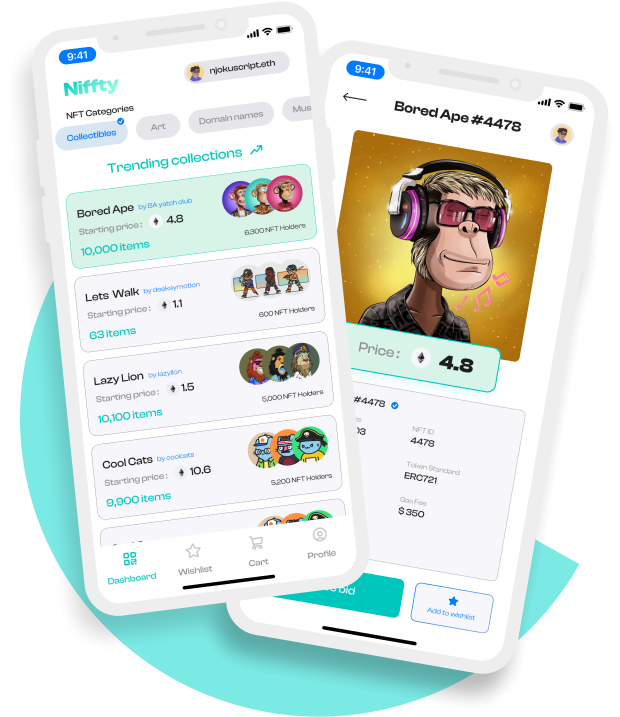 9:41
Niffty
njokuscript.eth
NFT Categories
Collectibles
Art
Domain names
Mus
Trending collections
Bored Ape by BA yatch club
Starting price : 4.8
10,000 items
6,300 NFT Holders
Lets Walk by deekaymotion
Starting price : 1.1
63 items
600 NFT Holders
Lazy Lion by lazylion
Starting price : 1.5
10,100 items
5,000 NFT Holders
Cool Cats by coolcats
Starting price : 10.6
9,900 items
5,200 NFT Holders
Dashboard
Wishlist
Cart
Profile
9:41
Bored Ape #4478
Price : 4.8
#4478
NFT ID
4478
Token Standard
ERC721
Gas Fee
$ 350
bid
Add to wishlist